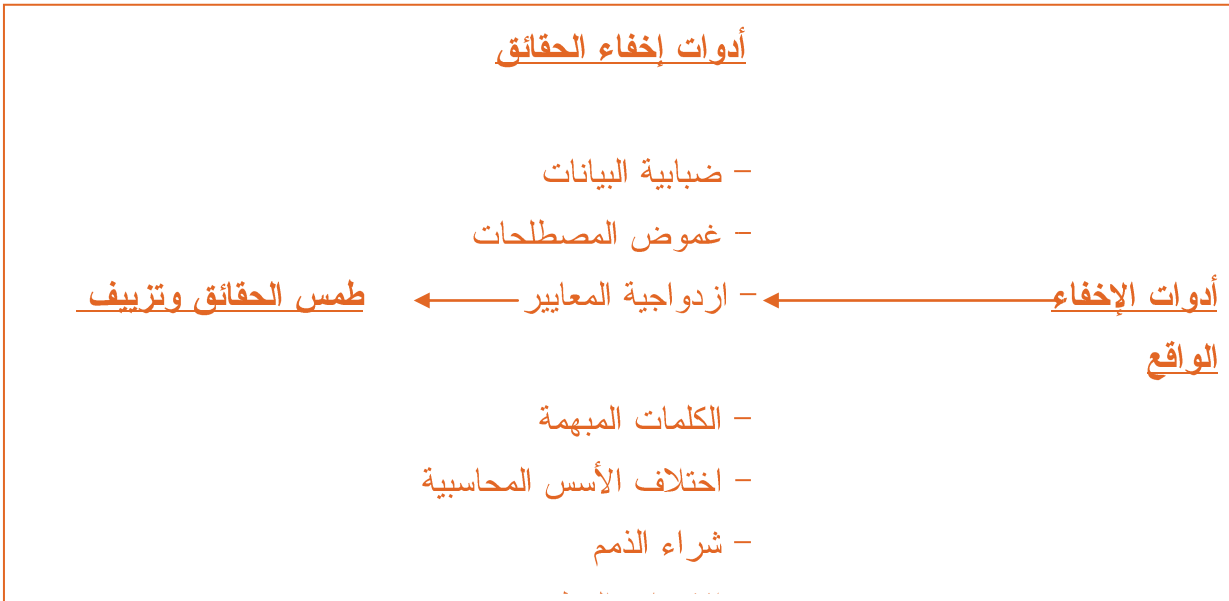 أدوات إخفاء الحقائق
- ضبابية البيانات
- غموض المصطلحات
أدوات الإخفاء - ازدواجية المعايير طمس الحقائق وتزييف
الواقع
- الكلمات المبهمة
- اختلاف الأسس المحاسبية
- شراء الذمم